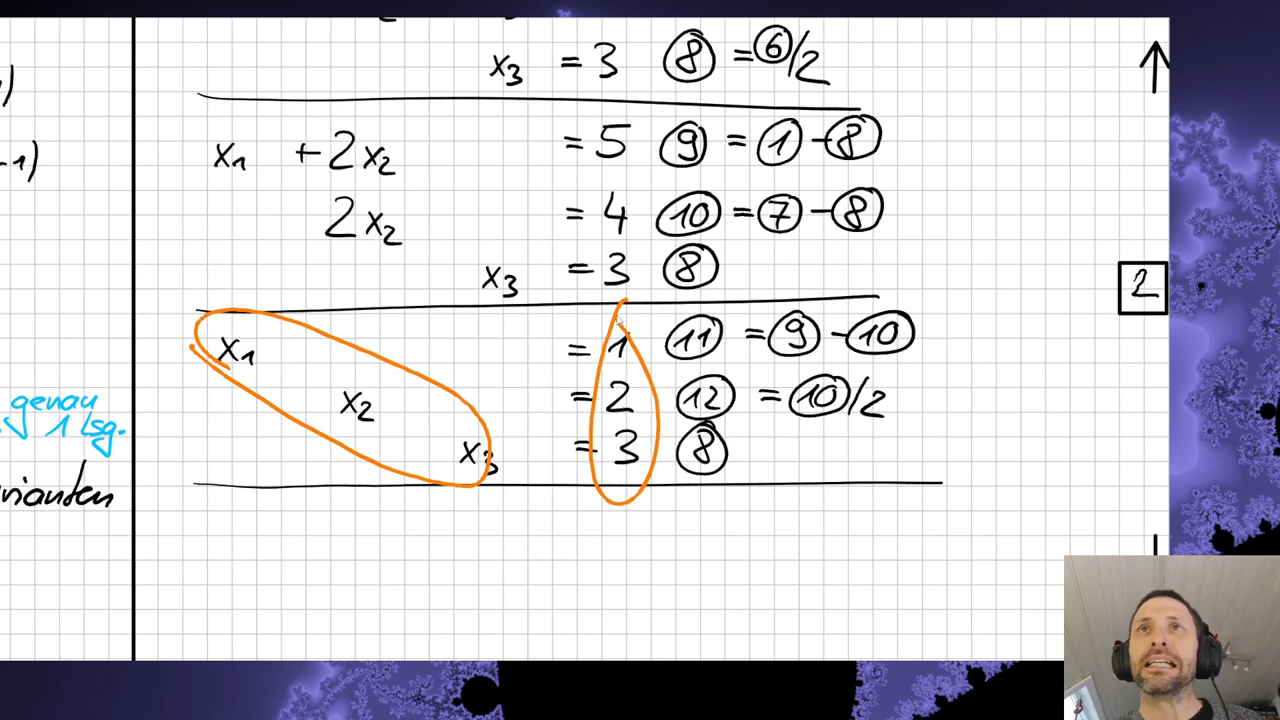 x₃ = 3 ⑧ = ⑥/2
x₁ + 2x₂ = 5 ⑨ = ① - ⑧
2x₂ = 4 ⑩ = ⑦ - ⑧
x₃ = 3 ⑧
x₁ = 1 ⑪ = ⑨ - ⑩
x₂ = 2 ⑫ = ⑩/2
x₃ = 3 ⑧
-1)
genau
1 lsg.
2